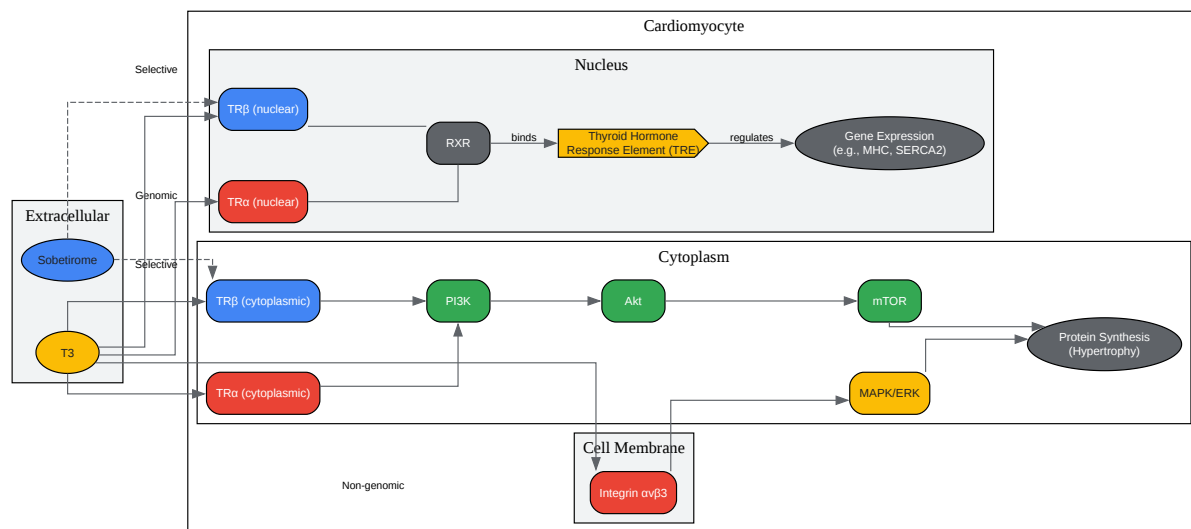 Cardiomyocyte
Nucleus
Selective
TRβ (nuclear)
RXR
binds
Thyroid Hormone
Response Element (TRE)
regulates
Gene Expression
(e.g., MHC, SERCA2)
Genomic
TRα (nuclear)
Extracellular
Sobetirome
Selective
T3
Cytoplasm
TRβ (cytoplasmic)
PI3K
Akt
mTOR
Protein Synthesis
(Hypertrophy)
TRα (cytoplasmic)
MAPK/ERK
Cell Membrane
Non-genomic
Integrin αvβ3